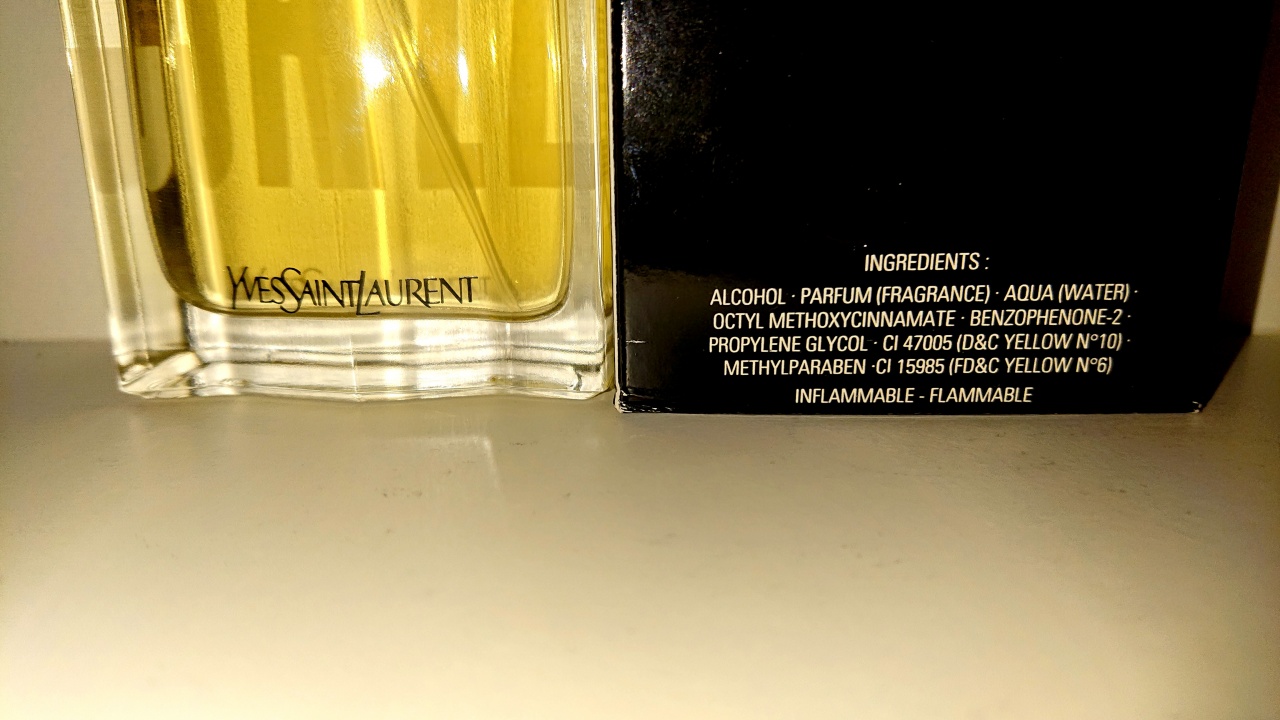 YVESSAINTLAURENT
INGREDIENTS :
ALCOHOL · PARFUM (FRAGRANCE) · AQUA (WATER) ·
OCTYL METHOXYCINNAMATE · BENZOPHENONE-2 ·
PROPYLENE GLYCOL · CI 47005 (D&C YELLOW N°10) ·
METHYLPARABEN · CI 15985 (FD&C YELLOW N°6)
INFLAMMABLE - FLAMMABLE